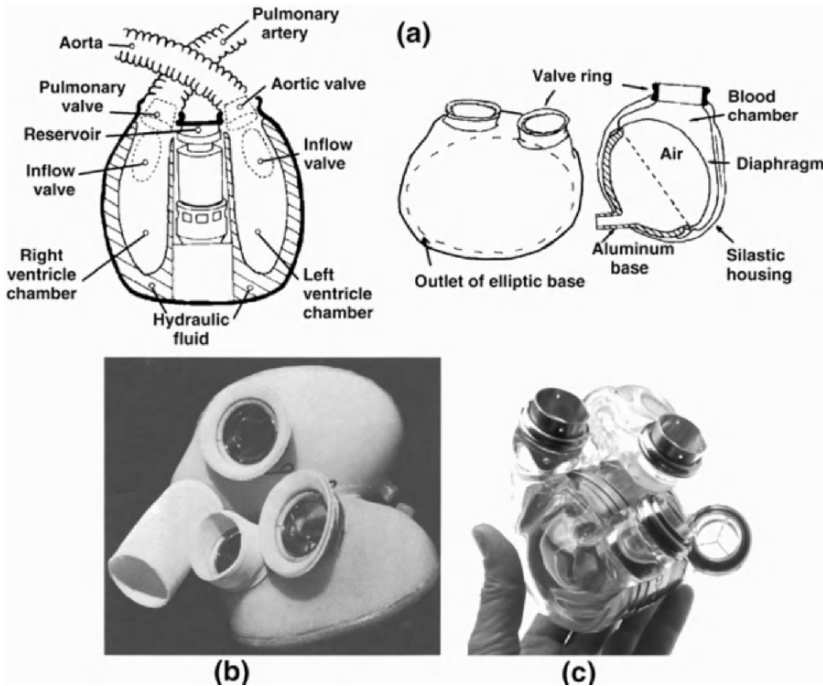 Pulmonary
artery
Aorta
(a)
Pulmonary
valve
Aortic valve
Reservoir
Inflow
valve
Inflow
valve
Right
ventricle
chamber
Left
ventricle
chamber
Hydraulic
fluid
Valve ring
Blood
chamber
Air
Diaphragm
Aluminum
base
Silastic
housing
Outlet of elliptic base
(b)
(c)